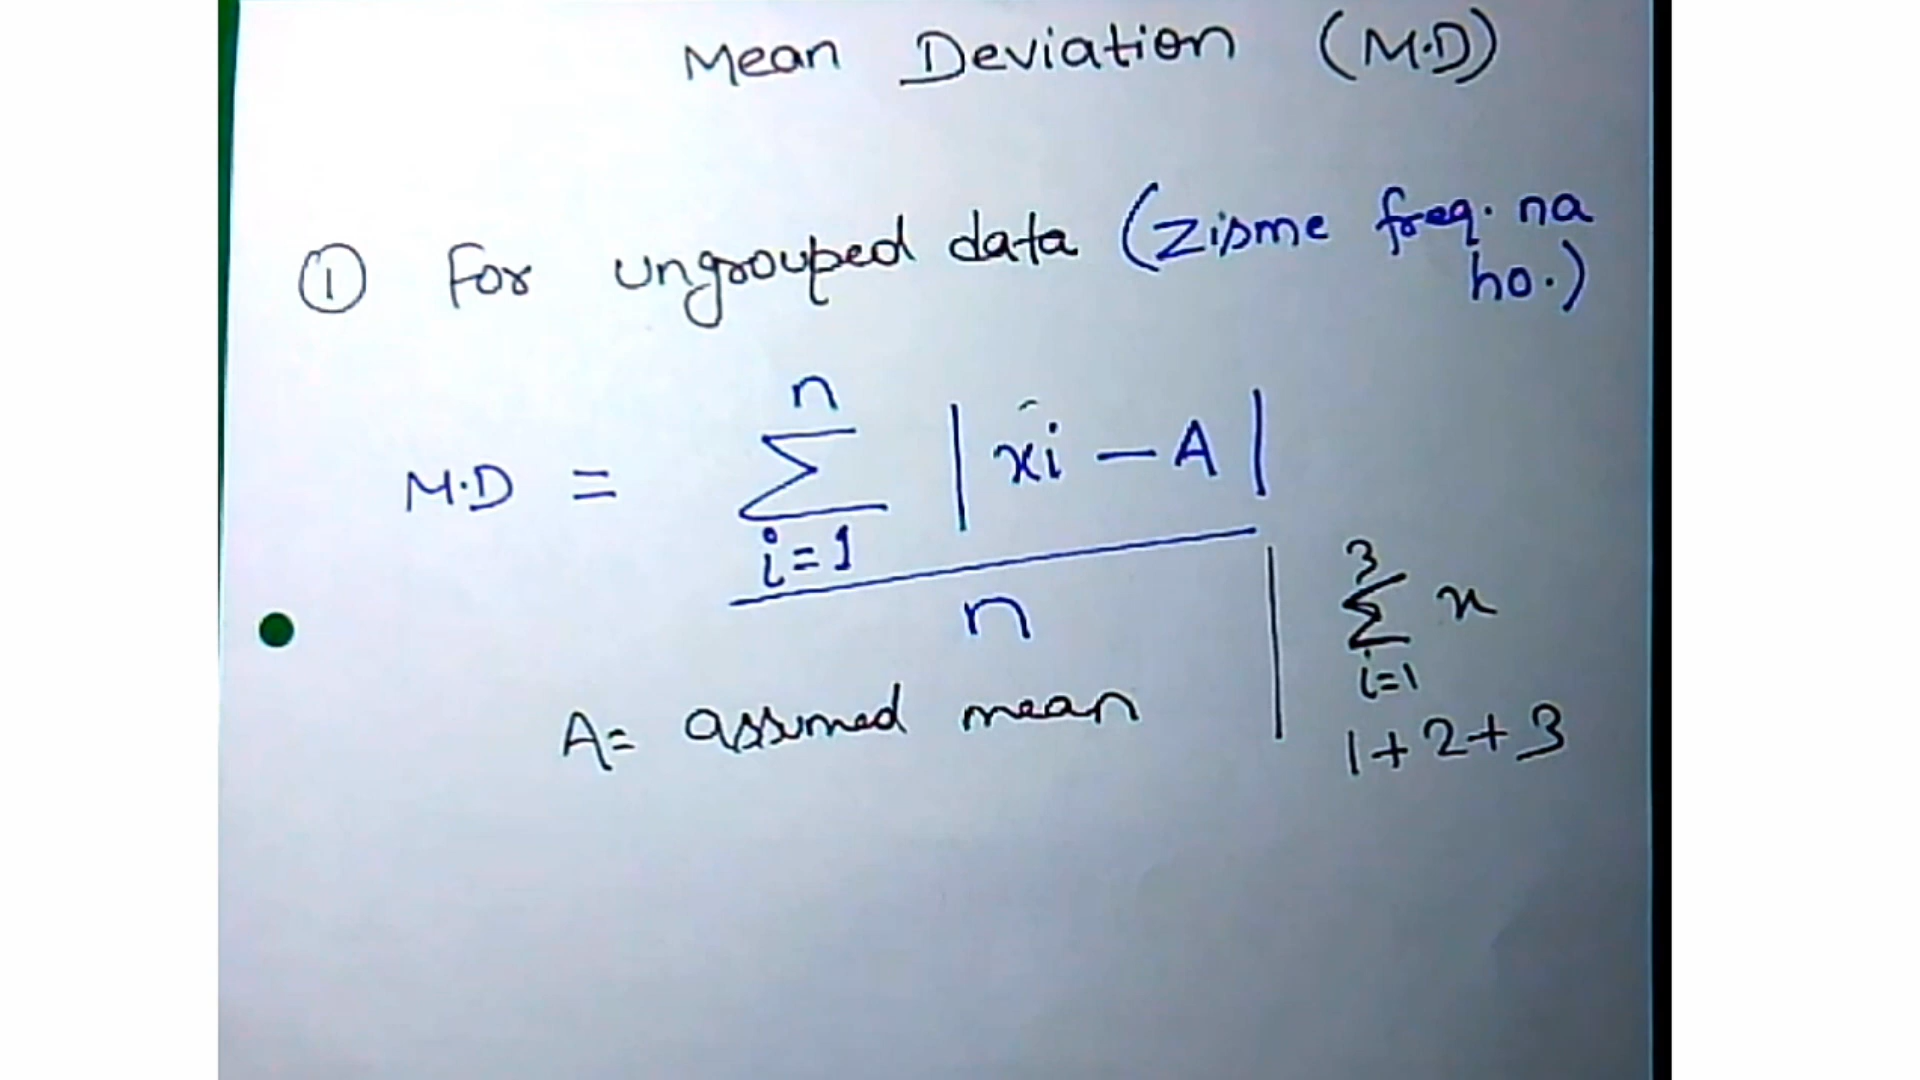 Mean Deviation (M.D)
① For ungrouped data (Zisme freq. na
ho.)
n
M.D = ∑ |xi – A|
i=1
n
A= assumed mean
3
∑ x
i=1
1+2+3